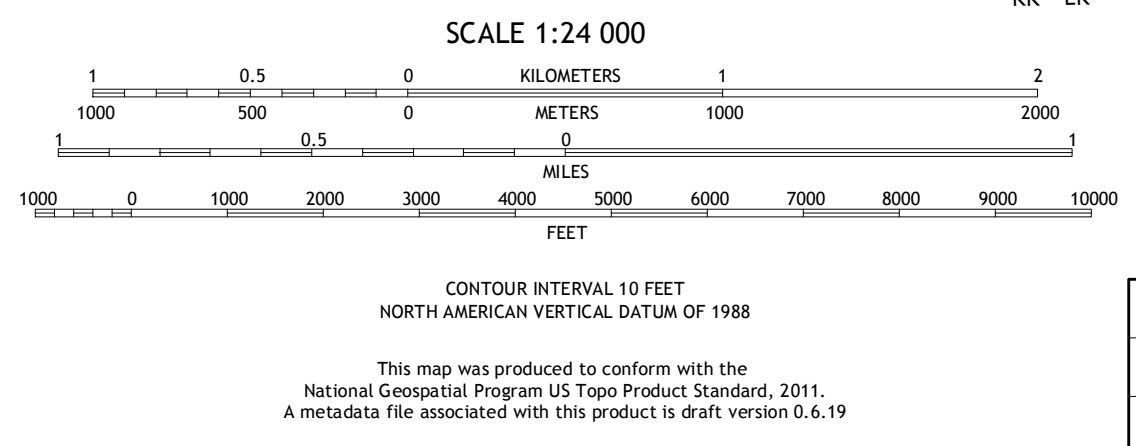 SCALE 1:24 000
1 0.5 0 KILOMETERS 1 2
1000 500 0 METERS 1000 2000
1 0.5 0 1
MILES
1000 0 1000 2000 3000 4000 5000 6000 7000 8000 9000 10000
FEET
CONTOUR INTERVAL 10 FEET
NORTH AMERICAN VERTICAL DATUM OF 1988
This map was produced to conform with the
National Geospatial Program US Topo Product Standard, 2011.
A metadata file associated with this product is draft version 0.6.19